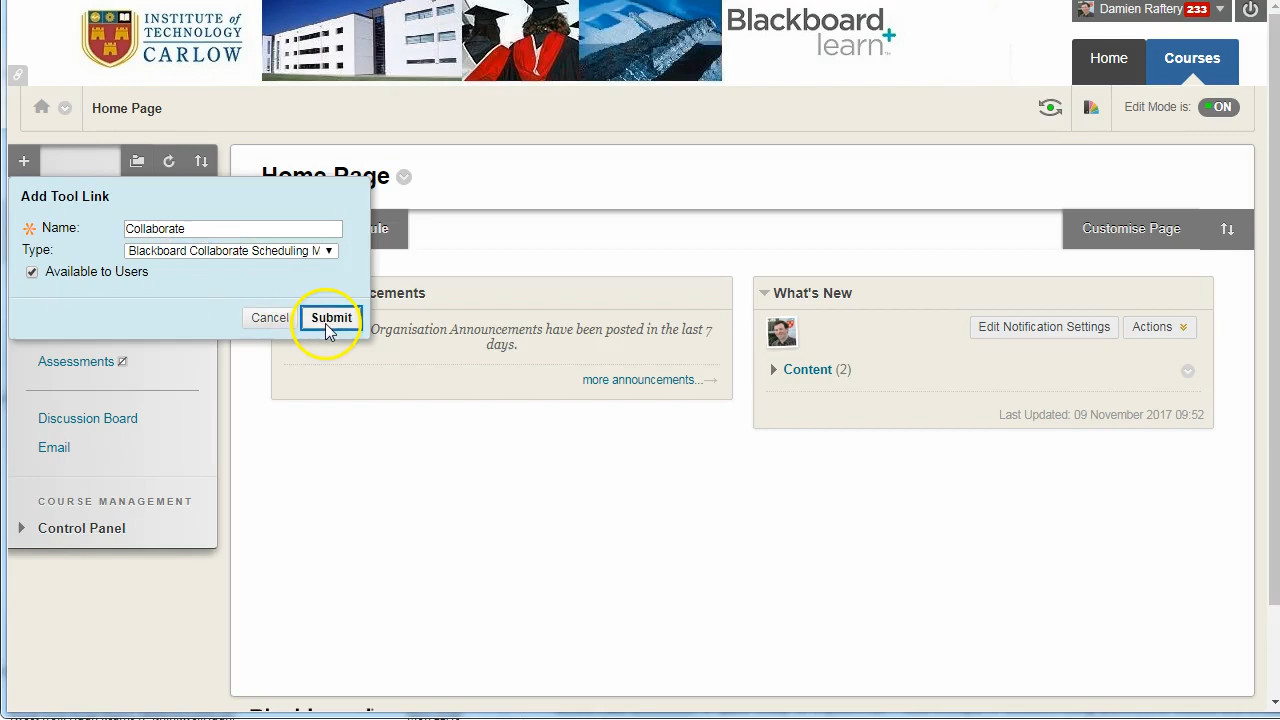 Damien Raftery 233
INSTITUTE of
TECHNOLOGY
CARLOW
Blackboard
learn
Home
Courses
Home Page
Edit Mode is:
ON
Add Tool Link
Name:
Collaborate
Type:
Blackboard Collaborate Scheduling M
Available to Users
Cancel
Submit
Assessments
Discussion Board
Email
COURSE MANAGEMENT
Control Panel
Home Page
Customise Page
Organisation Announcements have been posted in the last 7
days.
more announcements...
What's New
Edit Notification Settings
Actions
Content (2)
Last Updated: 09 November 2017 09:52